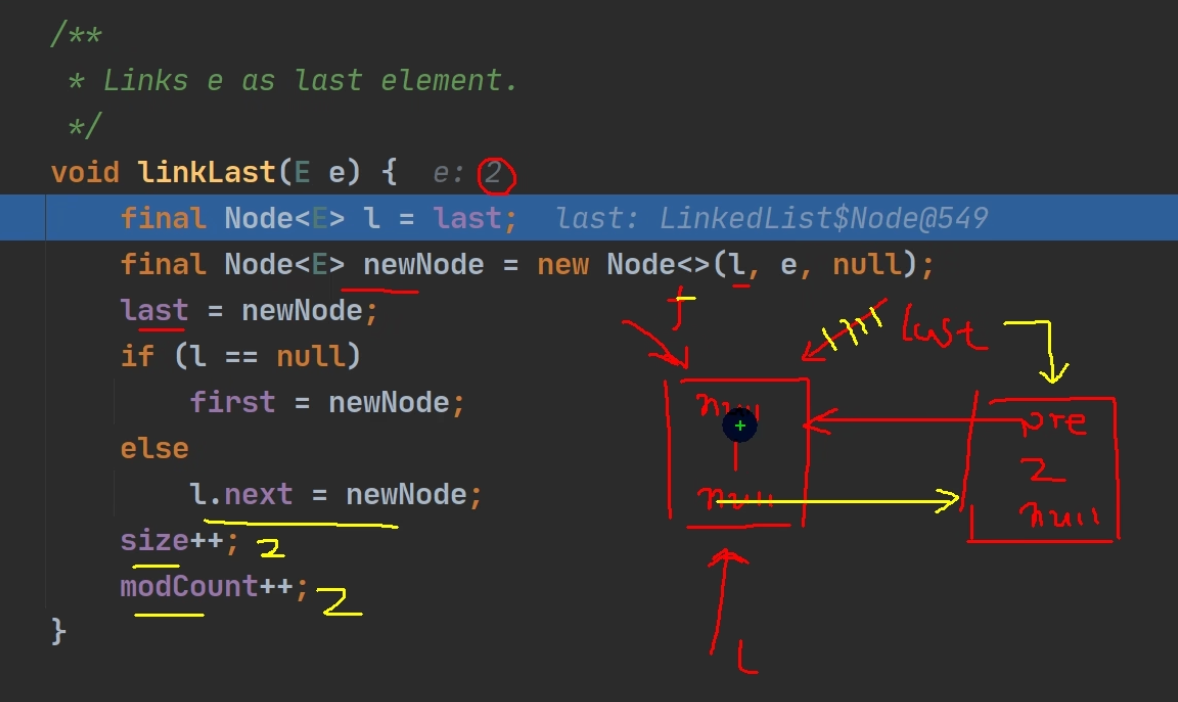 /**
* Links e as last element.
*/
void linkLast(E e) { e: 2
final Node<E> l = last; last: LinkedList$Node@549
final Node<E> newNode = new Node<>(l, e, null);
last = newNode;
if (l == null)
first = newNode;
else
l.next = newNode;
size++; 2
modCount++; 2
}
f
last
null
1
null
L
pre
2
null